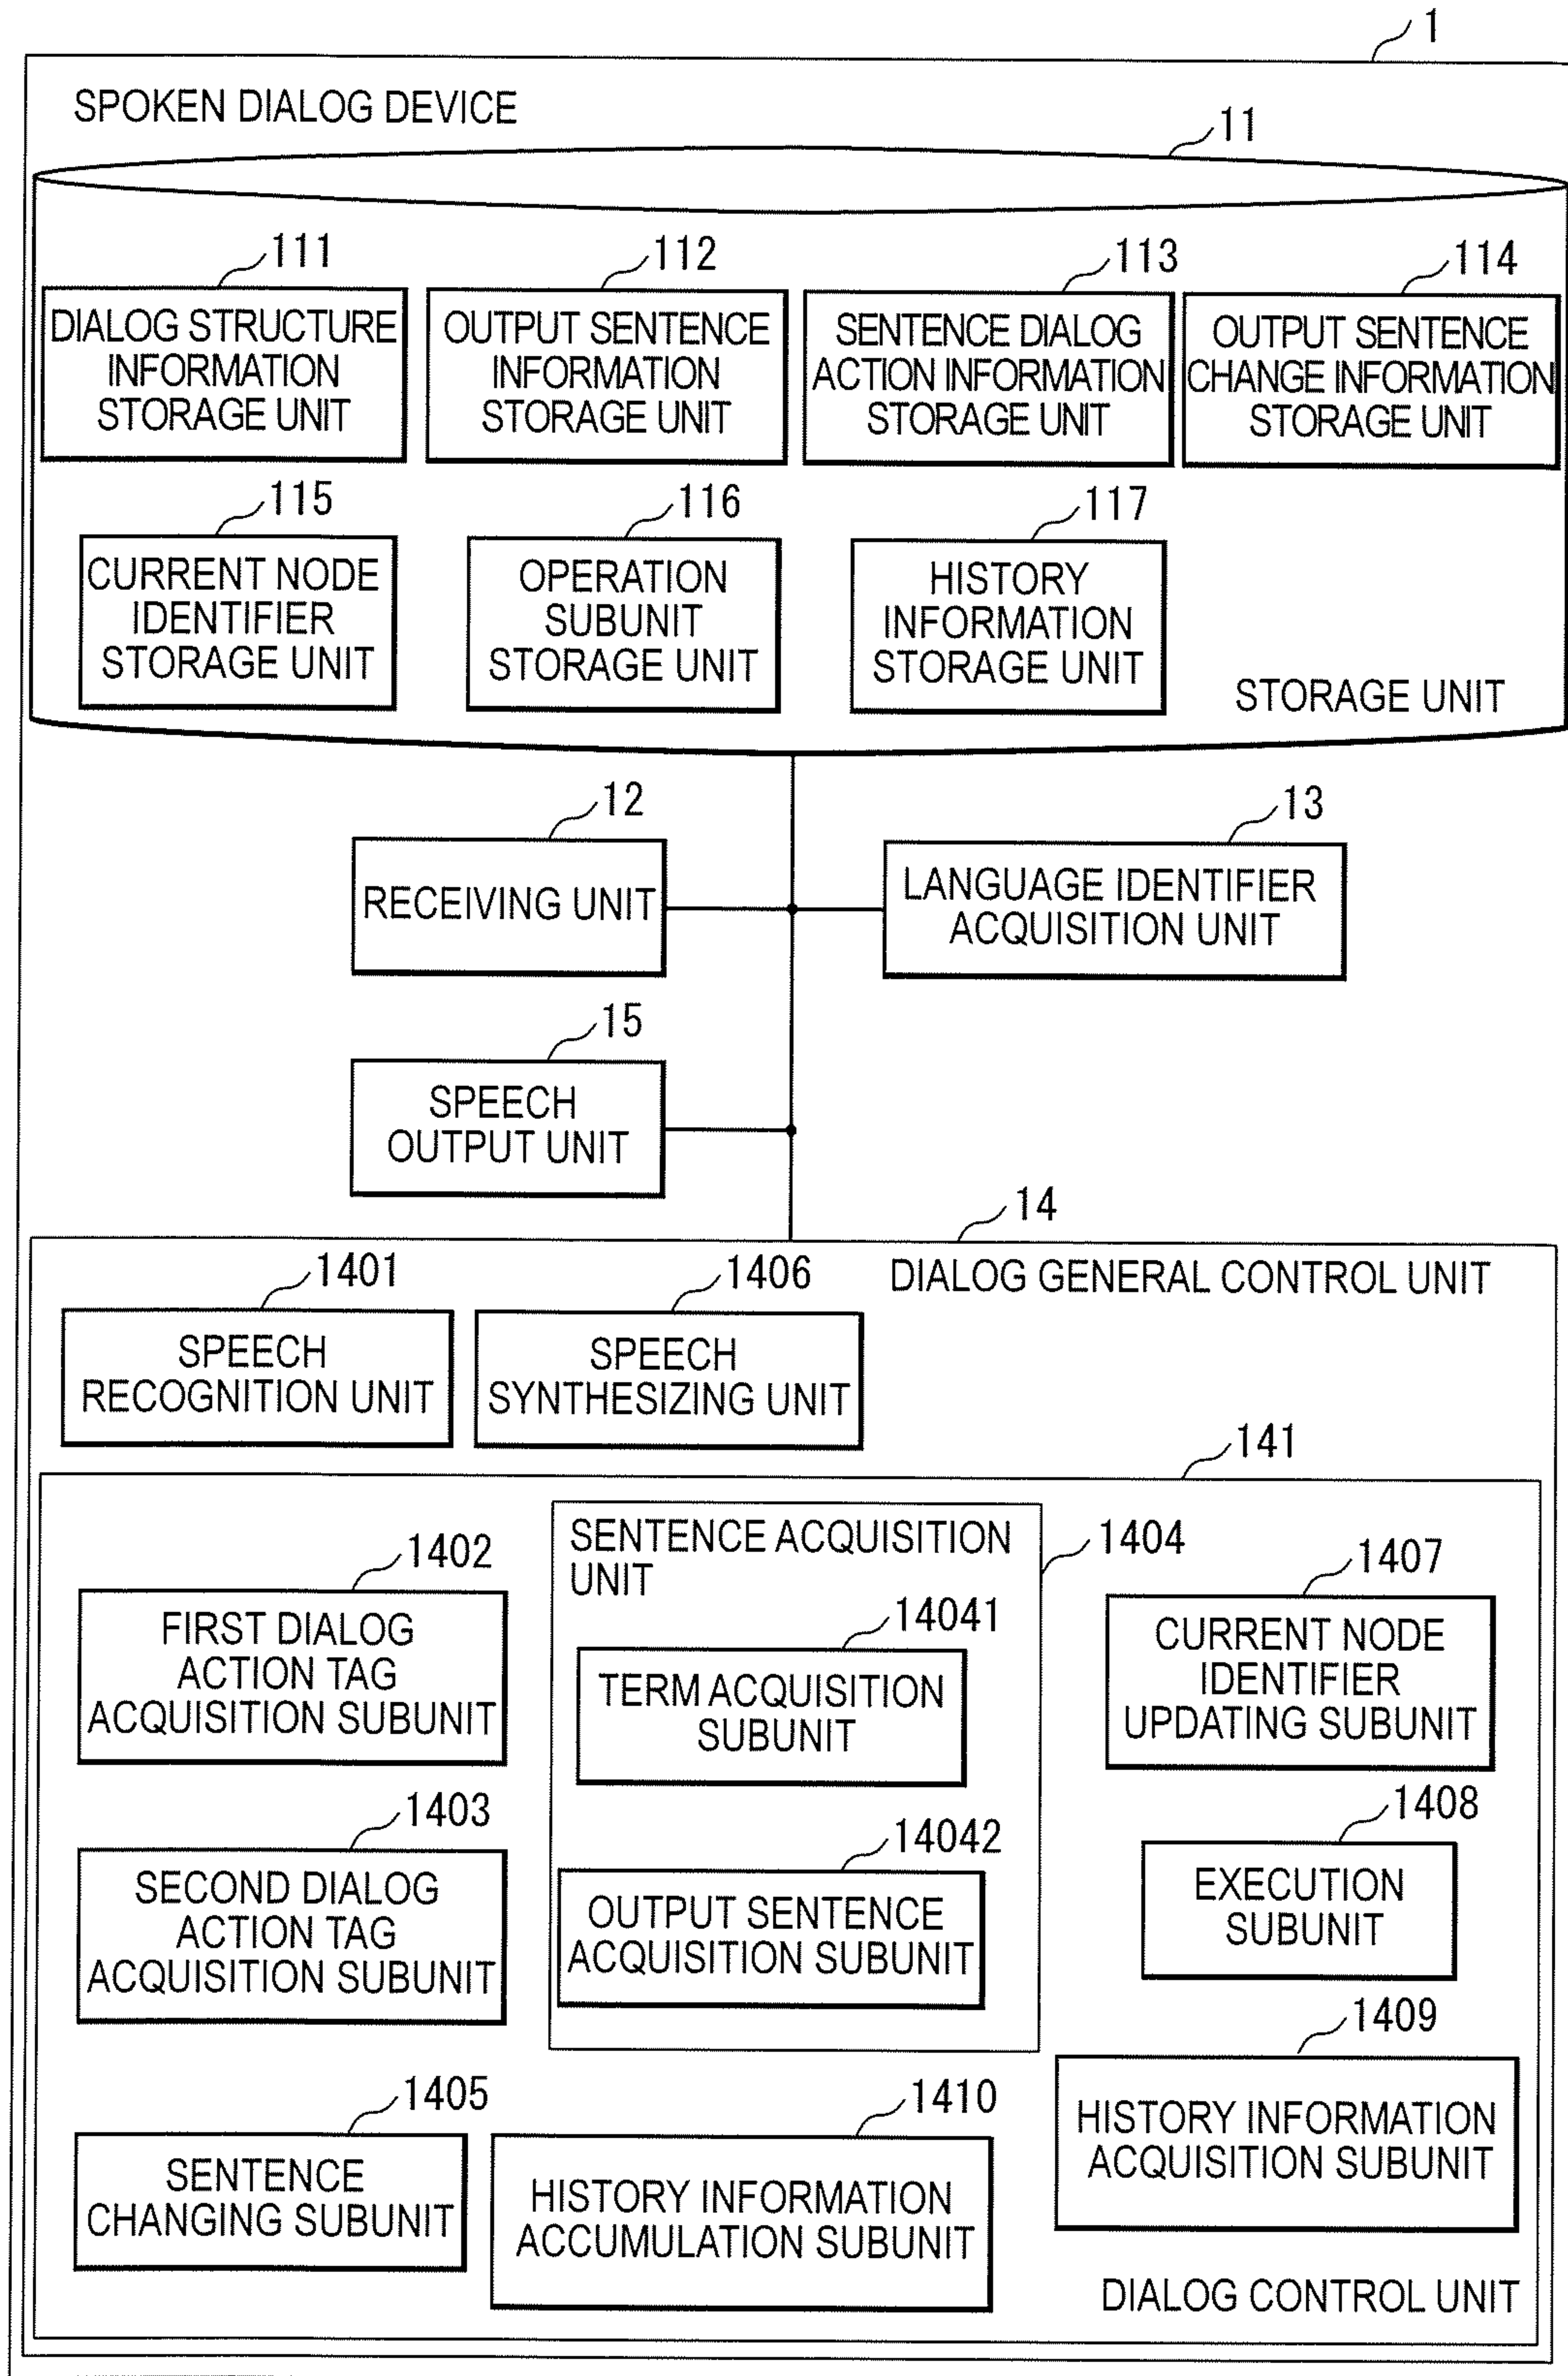 1
SPOKEN DIALOG DEVICE
11
111
DIALOG STRUCTURE
INFORMATION
STORAGE UNIT
112
OUTPUT SENTENCE
INFORMATION
STORAGE UNIT
113
SENTENCE DIALOG
ACTION INFORMATION
STORAGE UNIT
114
OUTPUT SENTENCE
CHANGE INFORMATION
STORAGE UNIT
115
CURRENT NODE
IDENTIFIER
STORAGE UNIT
116
OPERATION
SUBUNIT
STORAGE UNIT
117
HISTORY
INFORMATION
STORAGE UNIT
STORAGE UNIT
12
RECEIVING UNIT
13
LANGUAGE IDENTIFIER
ACQUISITION UNIT
15
SPEECH
OUTPUT UNIT
14
DIALOG GENERAL CONTROL UNIT
1401
SPEECH
RECOGNITION UNIT
1406
SPEECH
SYNTHESIZING UNIT
141
1402
FIRST DIALOG
ACTION TAG
ACQUISITION SUBUNIT
1403
SECOND DIALOG
ACTION TAG
ACQUISITION SUBUNIT
SENTENCE ACQUISITION
UNIT
1404
14041
TERM ACQUISITION
SUBUNIT
14042
OUTPUT SENTENCE
ACQUISITION SUBUNIT
1407
CURRENT NODE
IDENTIFIER
UPDATING SUBUNIT
1408
EXECUTION
SUBUNIT
1409
HISTORY INFORMATION
ACQUISITION SUBUNIT
1405
SENTENCE
CHANGING SUBUNIT
1410
HISTORY INFORMATION
ACCUMULATION SUBUNIT
DIALOG CONTROL UNIT